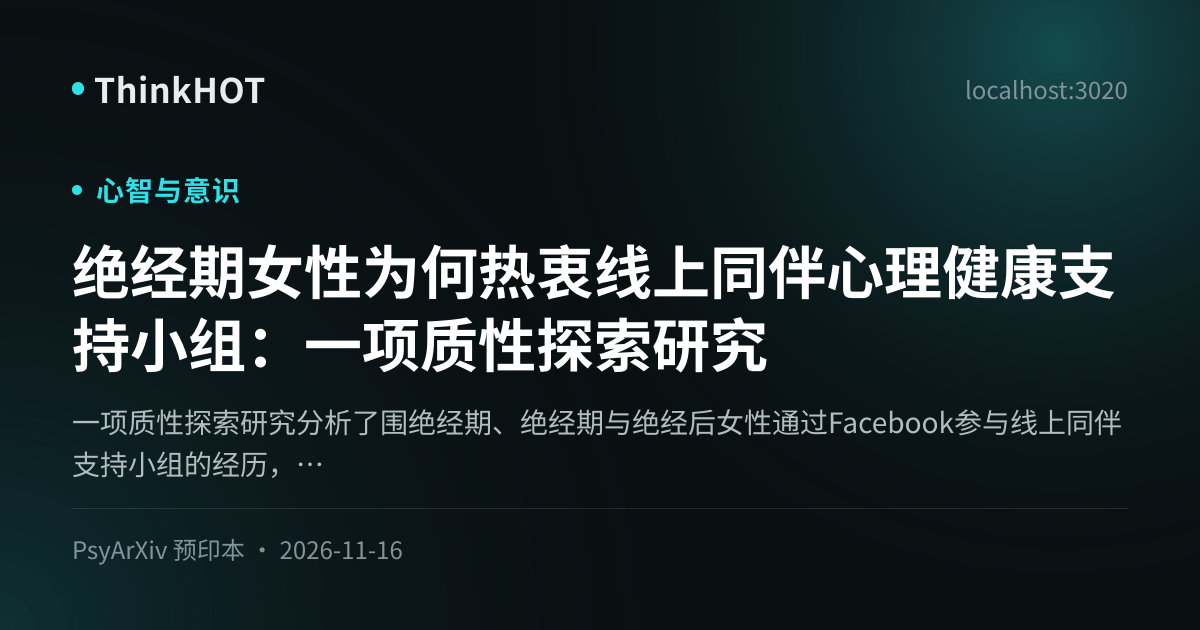 ThinkHOT
localhost:3020
心智与意识
绝经期女性为何热衷线上同伴心理健康支
持小组：一项质性探索研究
一项质性探索研究分析了围绝经期、绝经期与绝经后女性通过Facebook参与线上同伴
支持小组的经历，…
PsyArXiv 预印本 · 2026-11-16